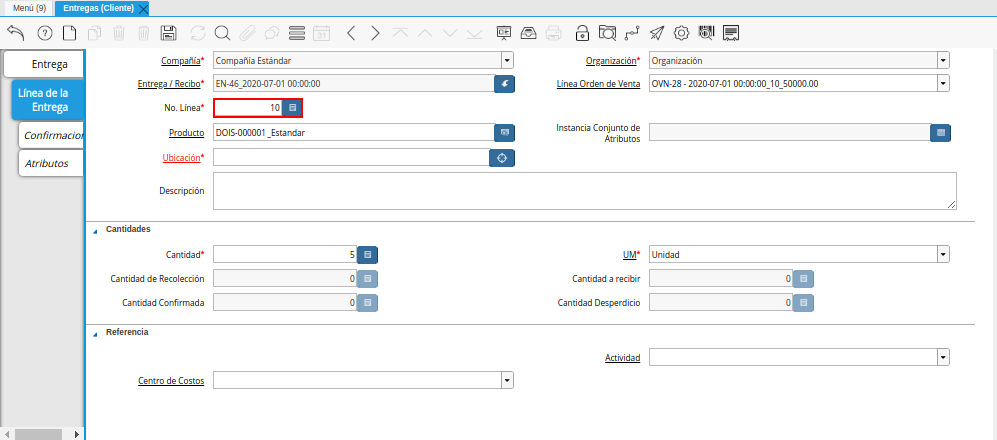 Menú (9)
Entregas (Cliente)
?
31
Entrega
Línea de la
Entrega
Confirmacion
Atributos
Compañía*
Compañía Estándar
Organización*
Organización
Entrega / Recibo*
EN-46_2020-07-01 00:00:00
Línea Orden de Venta
OVN-28 - 2020-07-01 00:00:00_10_50000.00
No. Línea*
10
Producto
DOIS-000001_Estandar
Instancia Conjunto de
Atributos
Ubicación*
Descripción
Cantidades
Cantidad*
5
UM*
Unidad
Cantidad de Recolección
0
Cantidad a recibir
0
Cantidad Confirmada
0
Cantidad Desperdicio
0
Referencia
Actividad
Centro de Costos